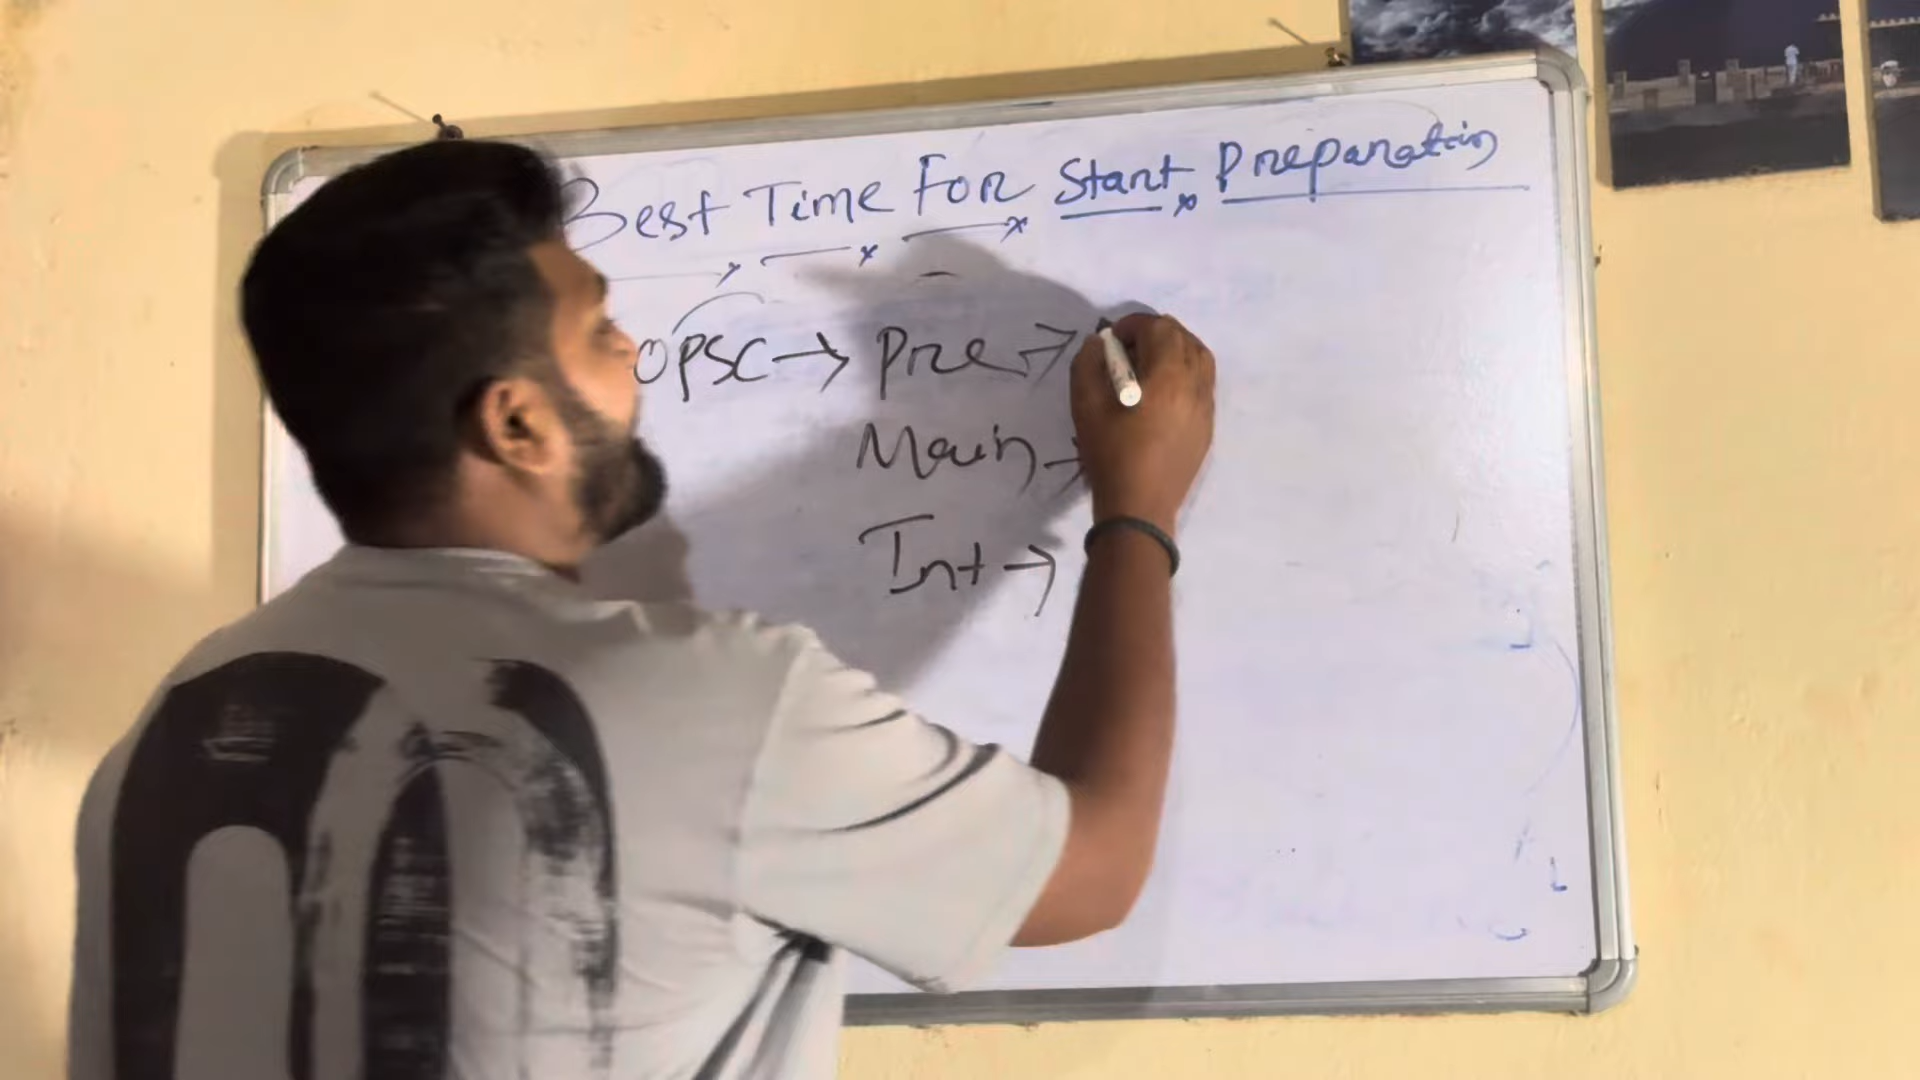 Best Time For Start Preparation
OPSC → Pre →
Main →
Int →